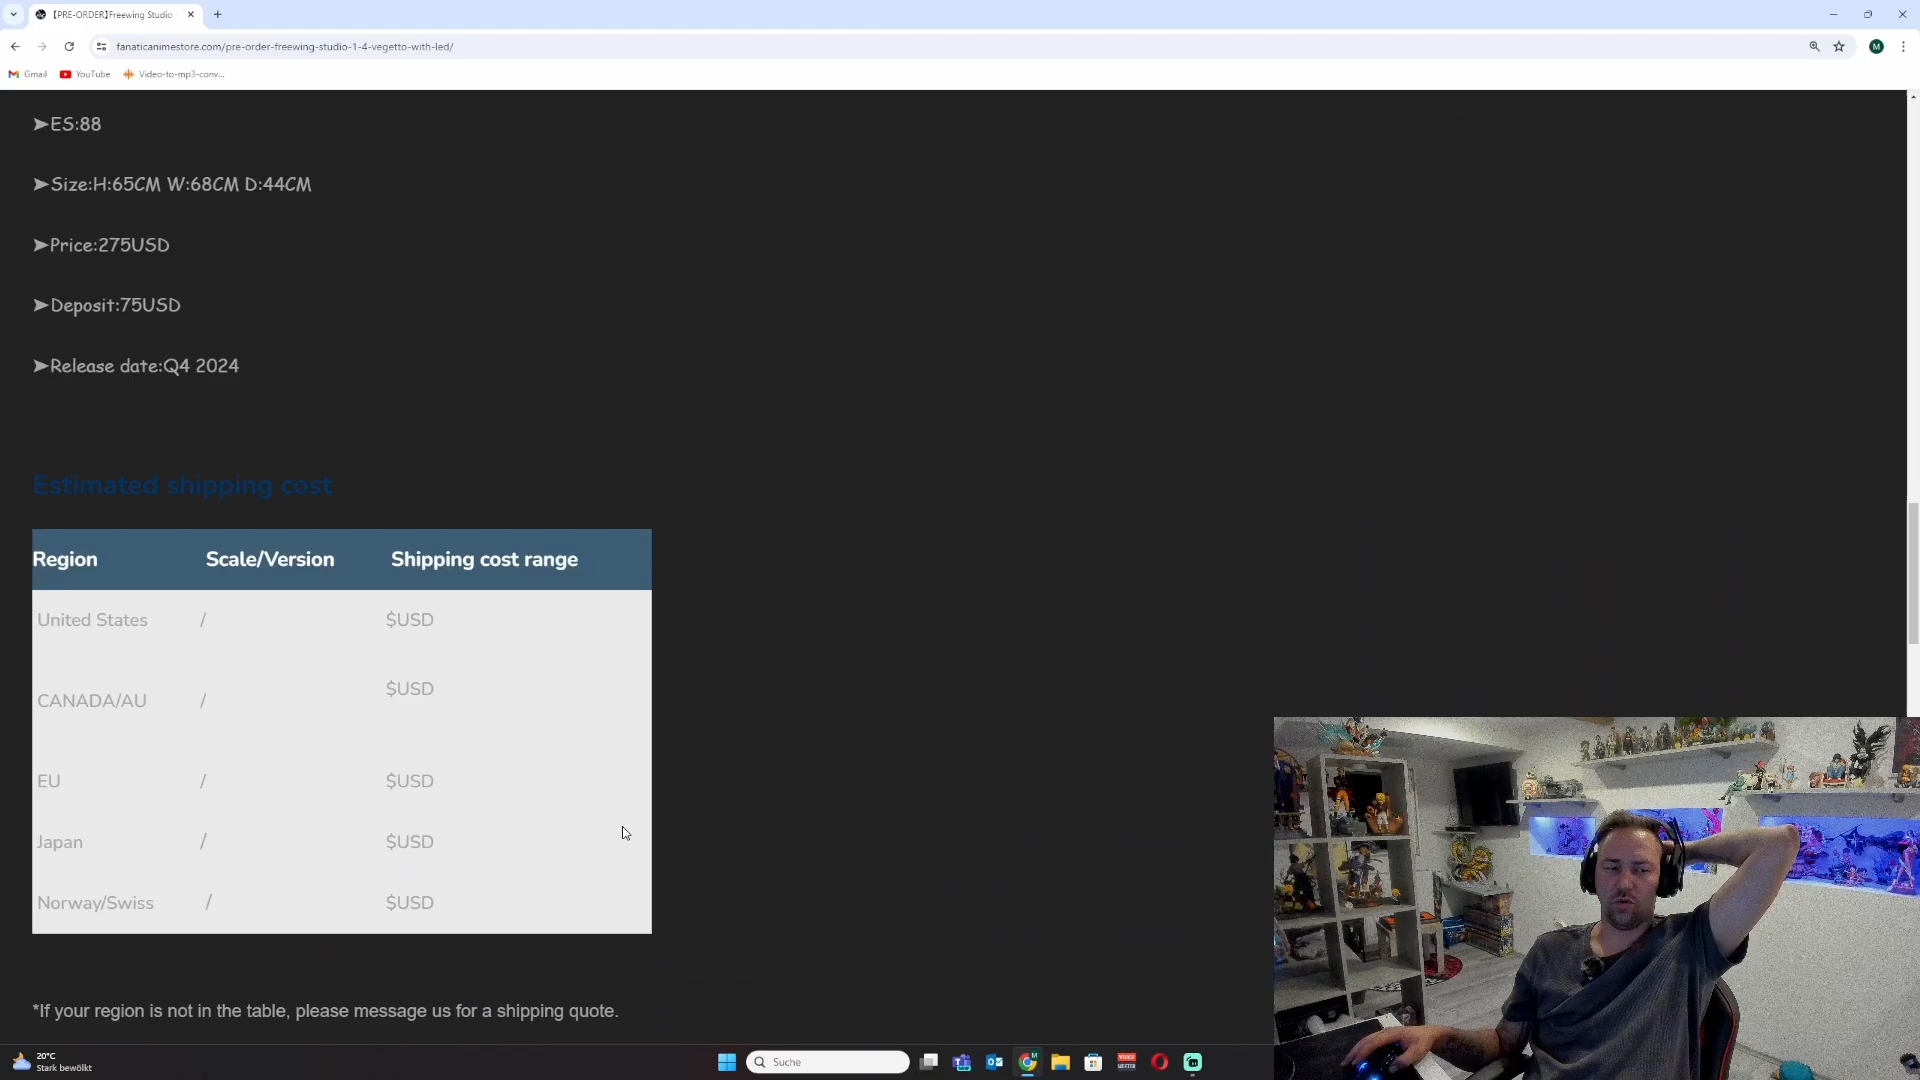 【PRE-ORDER】Freewing Studio
fanaticanimestore.com/pre-order-freewing-studio-1-4-vegetto-with-led/
M
Gmail
YouTube
Video-to-mp3-conv...
➤ES:88
➤Size:H:65CM W:68CM D:44CM
➤Price:275USD
➤Deposit:75USD
➤Release date:Q4 2024
Estimated shipping cost
Region Scale/Version Shipping cost range
United States / $USD
CANADA/AU / $USD
EU / $USD
Japan / $USD
Norway/Swiss / $USD
*If your region is not in the table, please message us for a shipping quote.
20°C
Stark bewölkt
Suche